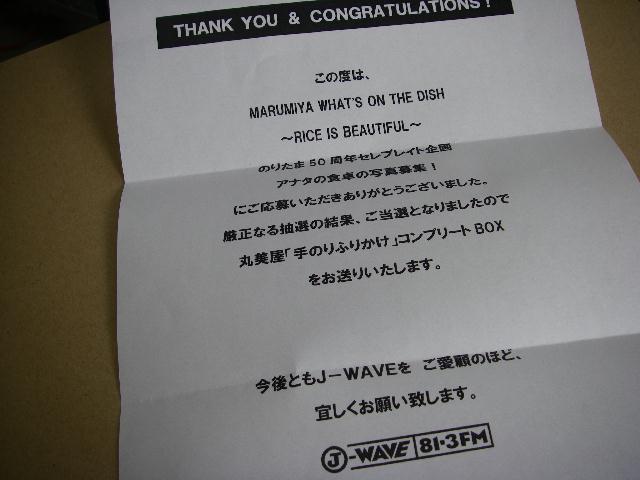 THANK YOU & CONGRATULATIONS!
この度は、
MARUMIYA WHAT'S ON THE DISH
～RICE IS BEAUTIFUL～
のりたま50周年セレブレイト企画
アナタの食卓の写真募集！
にご応募いただきありがとうございました。
厳正なる抽選の結果、ご当選となりましたので
丸美屋「手のりふりかけ」コンプリートBOX
をお送りいたします。
今後ともJ-WAVEを ご愛顧のほど、
宜しくお願い致します。
J-WAVE 81.3FM